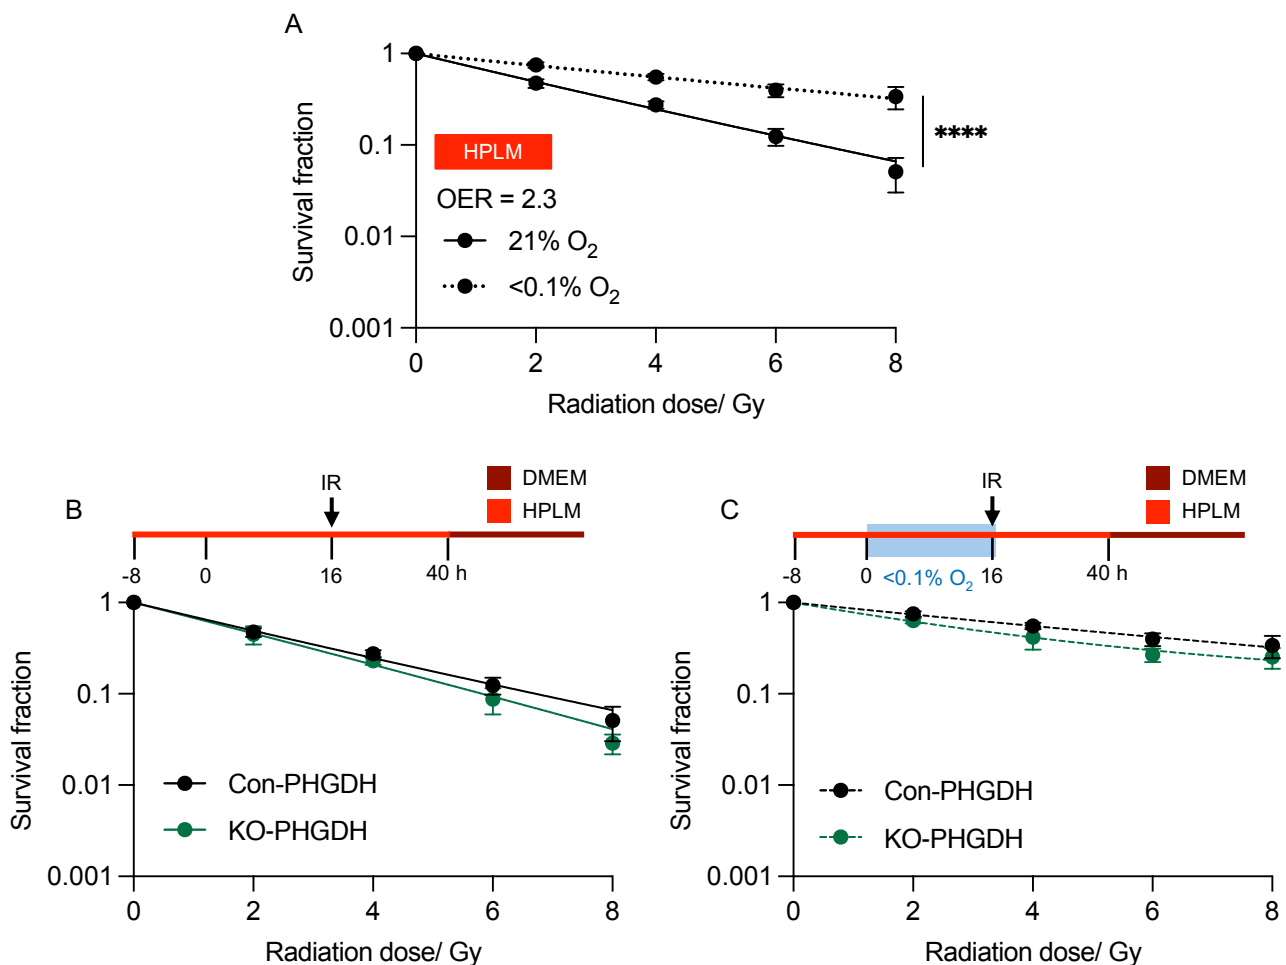 A
Survival fraction
1
0.1
0.01
0.001
HPLM
OER = 2.3
21% O2
<0.1% O2
****
0 2 4 6 8
Radiation dose/ Gy
B
IR
DMEM
HPLM
-8 0 16 40 h
Survival fraction
1
0.1
0.01
0.001
Con-PHGDH
KO-PHGDH
0 2 4 6 8
Radiation dose/ Gy
C
IR
DMEM
HPLM
-8 0 <0.1% O2 16 40 h
Survival fraction
1
0.1
0.01
0.001
Con-PHGDH
KO-PHGDH
0 2 4 6 8
Radiation dose/ Gy